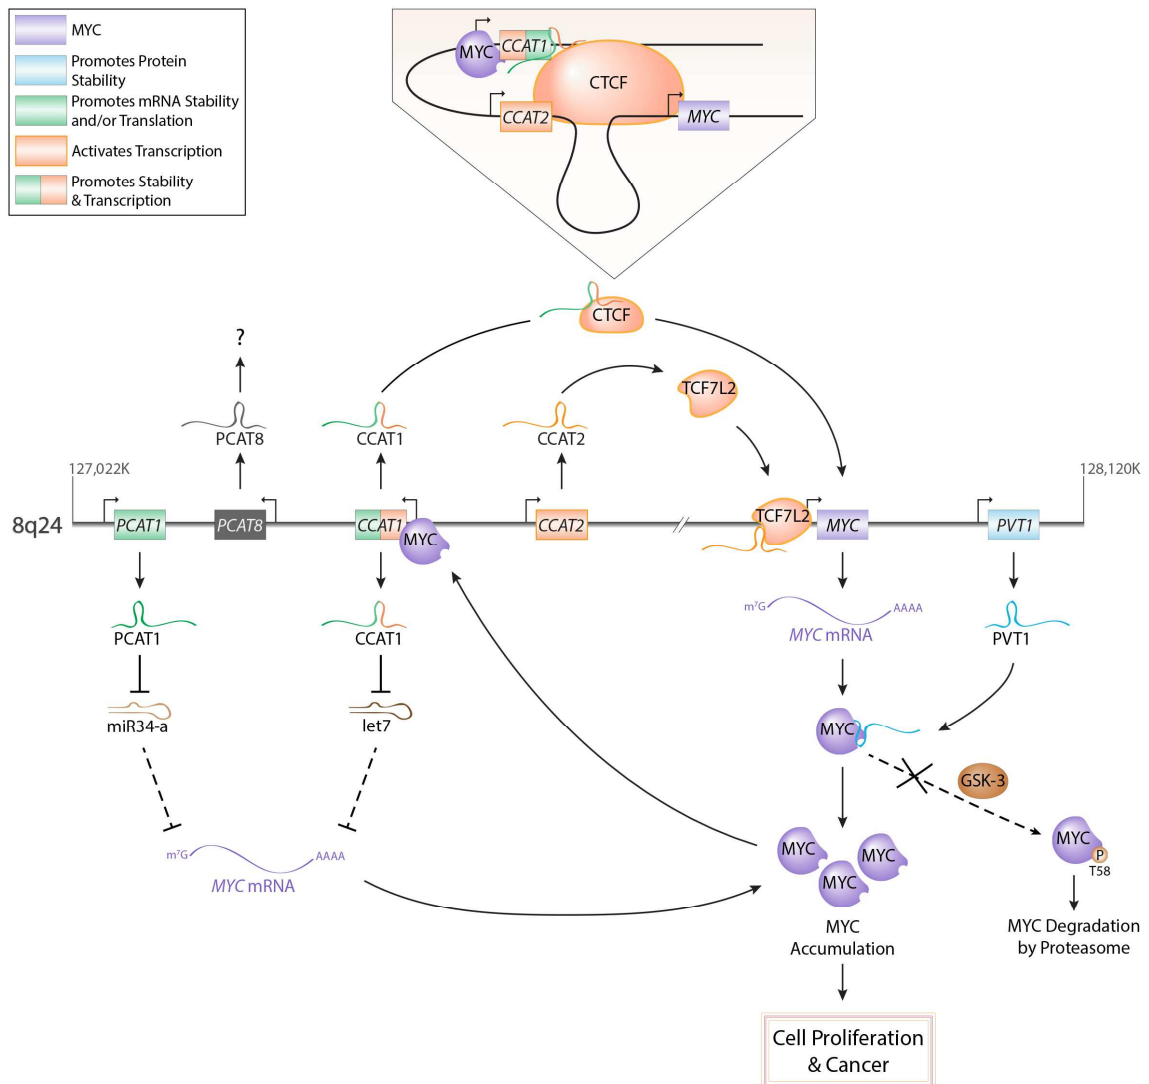 MYC
Promotes Protein
Stability
Promotes mRNA Stability
and/or Translation
Activates Transcription
Promotes Stability
& Transcription
MYC
CCAT1
CTCF
CCAT2
MYC
CTCF
?
TCF7L2
PCAT8
CCAT1
CCAT2
127,022K
128,120K
8q24
PCAT1
PCAT8
CCAT1
MYC
CCAT2
TCF7L2
MYC
PVT1
m⁷G
AAAA
MYC mRNA
PCAT1
CCAT1
PVT1
miR34-a
let7
MYC
GSK-3
m⁷G
AAAA
MYC mRNA
MYC
MYC
MYC
MYC
P
T58
MYC
Accumulation
MYC Degradation
by Proteasome
Cell Proliferation
& Cancer